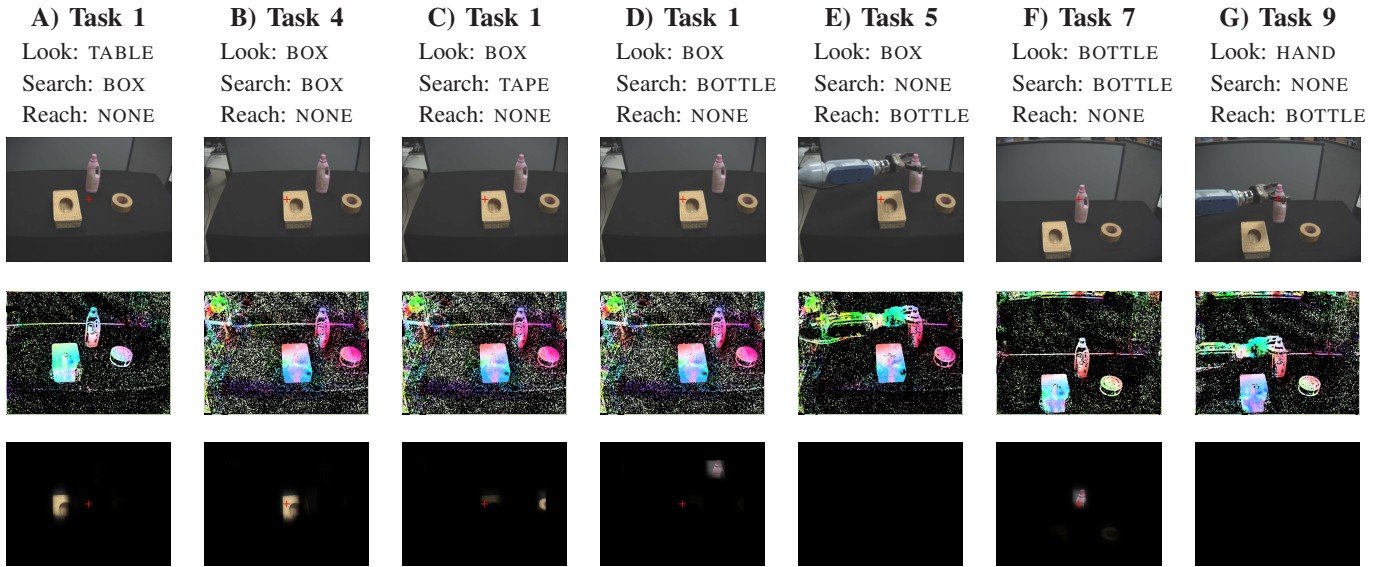 A) Task 1
Look: TABLE
Search: BOX
Reach: NONE
B) Task 4
Look: BOX
Search: BOX
Reach: NONE
C) Task 1
Look: BOX
Search: TAPE
Reach: NONE
D) Task 1
Look: BOX
Search: BOTTLE
Reach: NONE
E) Task 5
Look: BOX
Search: NONE
Reach: BOTTLE
F) Task 7
Look: BOTTLE
Search: BOTTLE
Reach: NONE
G) Task 9
Look: HAND
Search: NONE
Reach: BOTTLE